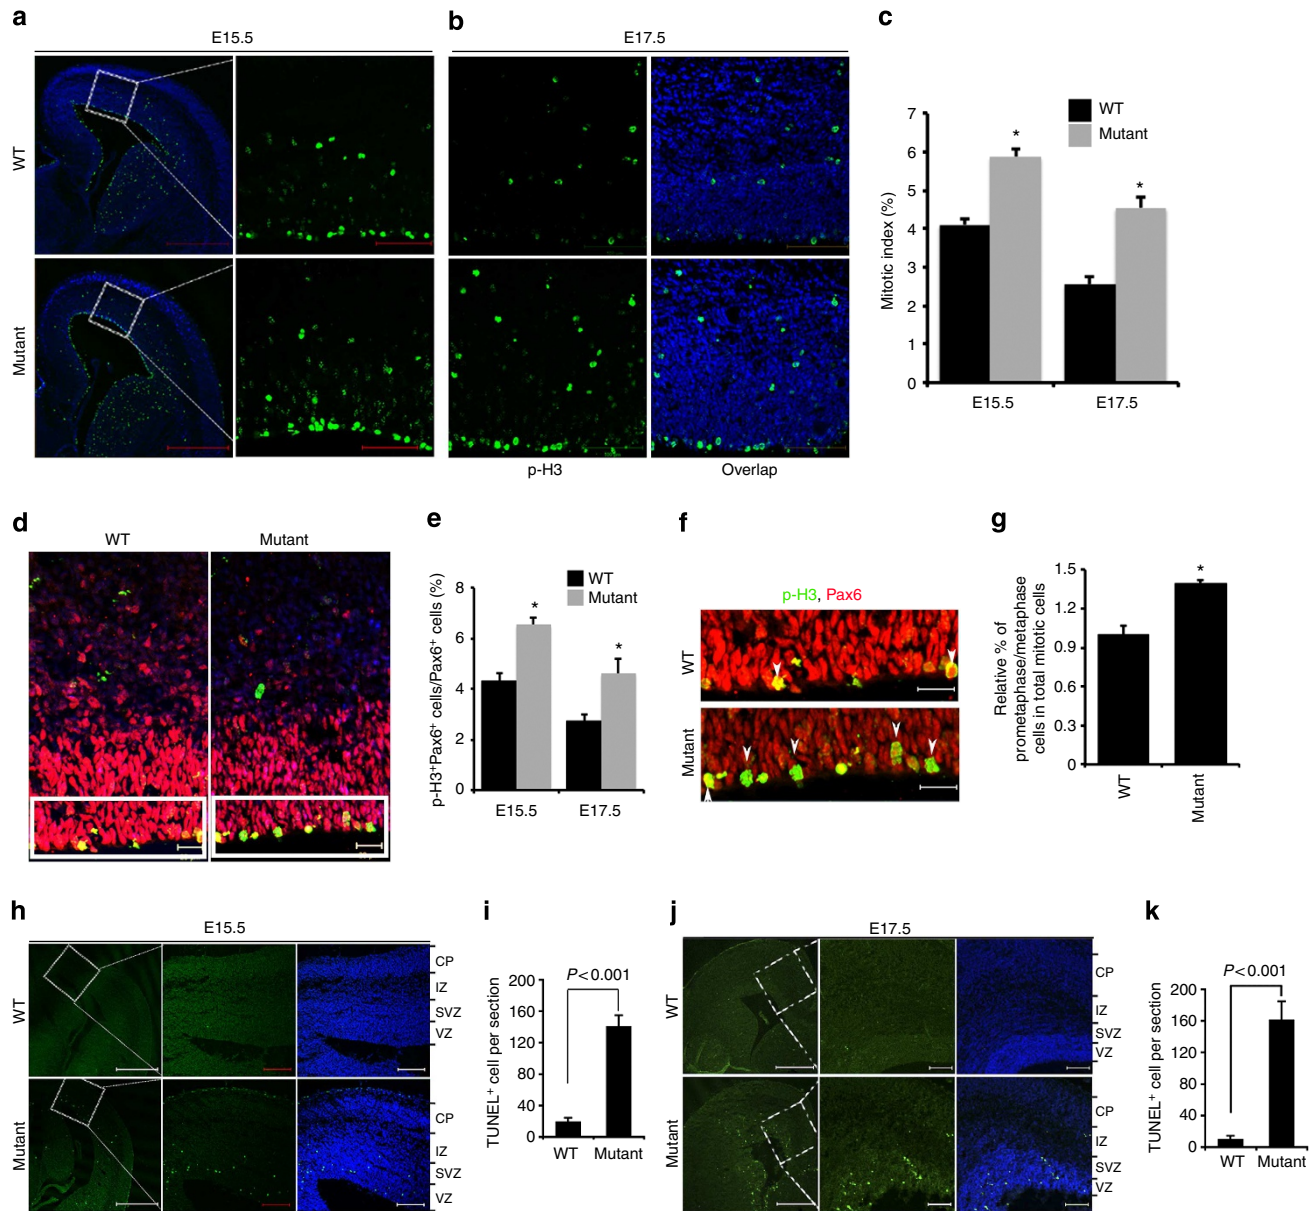 a
E15.5
WT
Mutant
b
E17.5
p-H3
Overlap
c
WT
Mutant
Mitotic index (%)
7
6
5
4
3
2
1
0
*
*
E15.5
E17.5
d
WT
Mutant
e
WT
Mutant
p-H3⁺Pax6⁺ cells/Pax6⁺ cells (%)
8
6
4
2
0
*
*
E15.5
E17.5
f
p-H3, Pax6
WT
Mutant
g
Relative % of
prometaphase/metaphase
cells in total mitotic cells
1.5
1.2
0.9
0.6
0.3
0
*
WT
Mutant
h
E15.5
WT
CP
IZ
SVZ
VZ
Mutant
CP
IZ
SVZ
VZ
i
P<0.001
TUNEL⁺ cell per section
200
160
120
80
40
0
WT
Mutant
j
E17.5
WT
CP
IZ
SVZ
VZ
Mutant
CP
IZ
SVZ
VZ
k
P<0.001
TUNEL⁺ cell per section
200
160
120
80
40
0
WT
Mutant